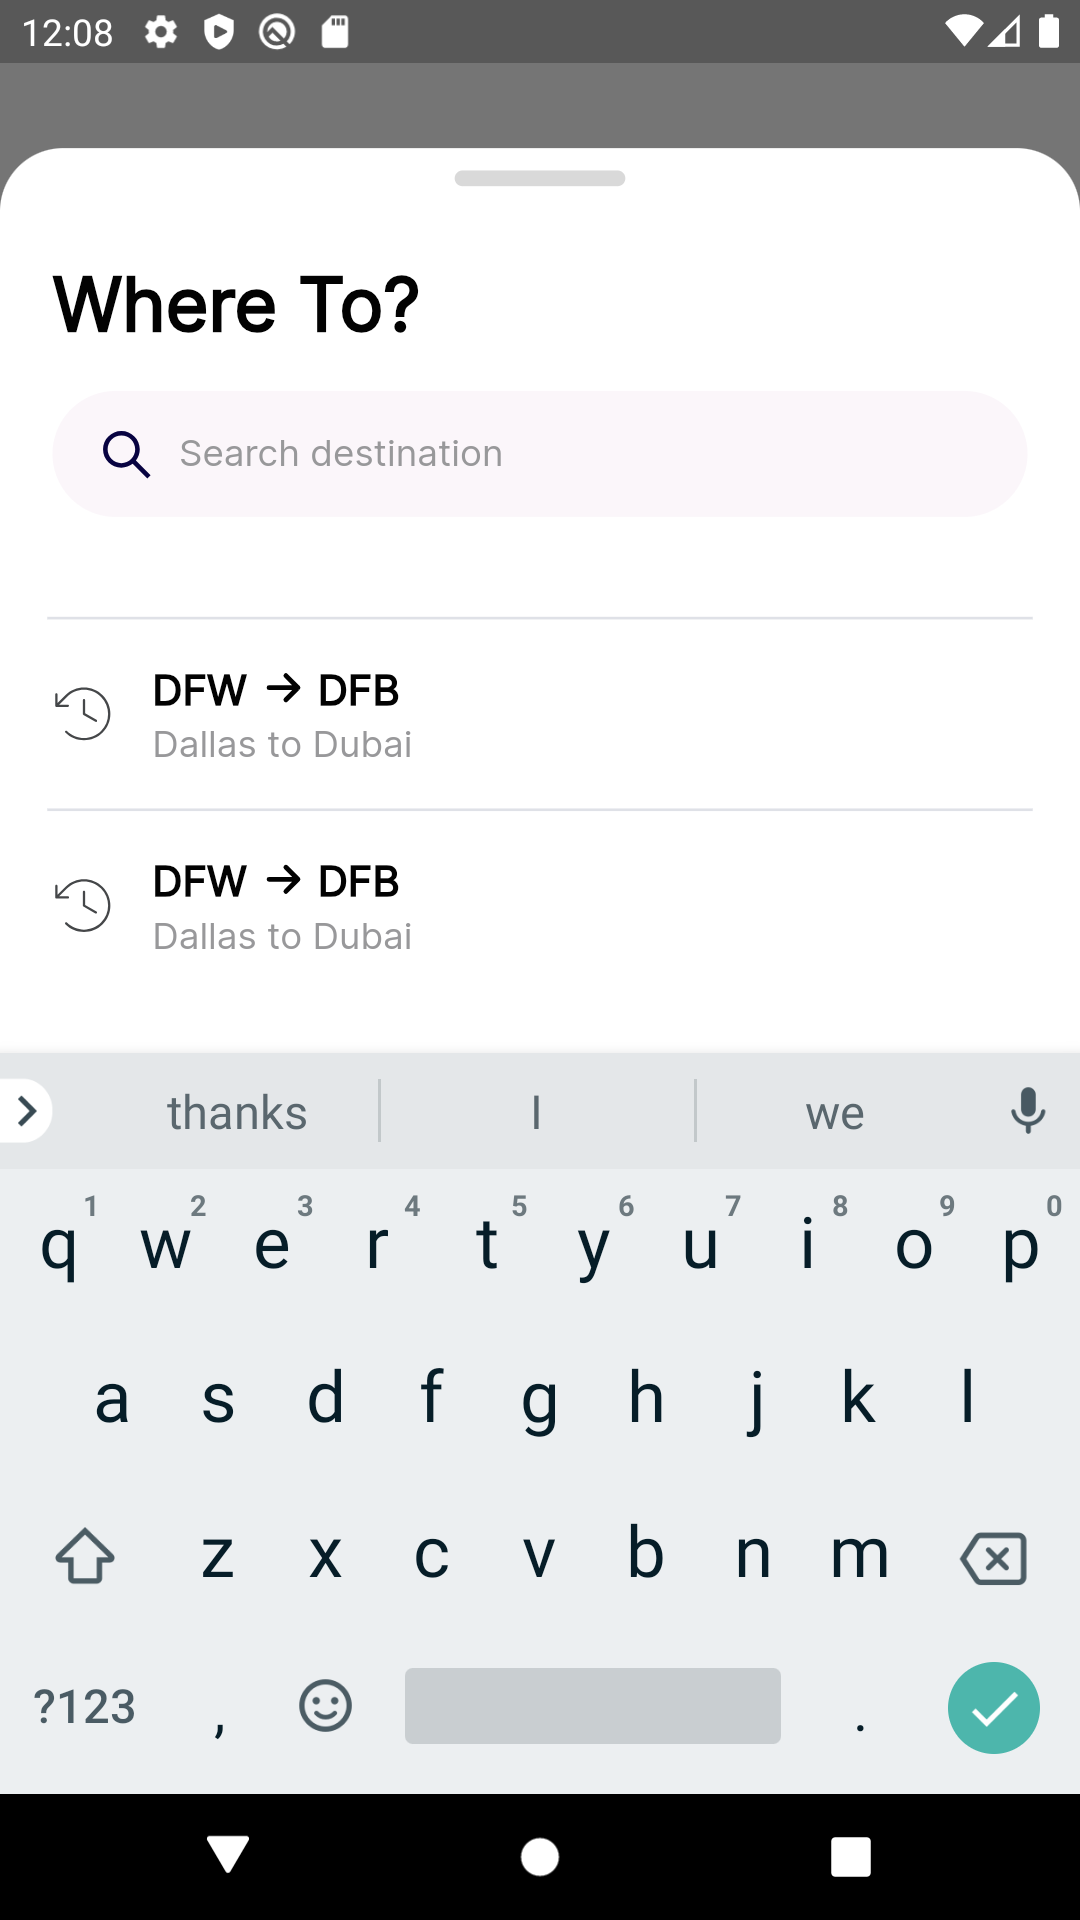 12:08
Where To?
Search destination
DFW → DFB
Dallas to Dubai
DFW → DFB
Dallas to Dubai
thanks I we
1 2 3 4 5 6 7 8 9 0
q w e r t y u i o p
a s d f g h j k l
z x c v b n m
?123 , .